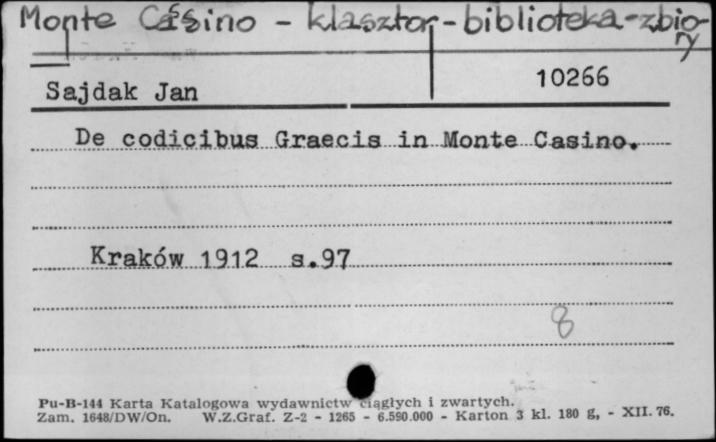 Monte Cassino - klasztor - biblioteka - zbio-
ry
Sajdak Jan
10266
De codicibus Graecis in Monte Casino.
Kraków 1912 s.97
8
Pu-B-144 Karta Katalogowa wydawnictw ciągłych i zwartych.
Zam. 1648/DW/On. W.Z.Graf. Z-2 - 1265 - 6.590.000 - Karton 3 kl. 180 g, - XII. 76.